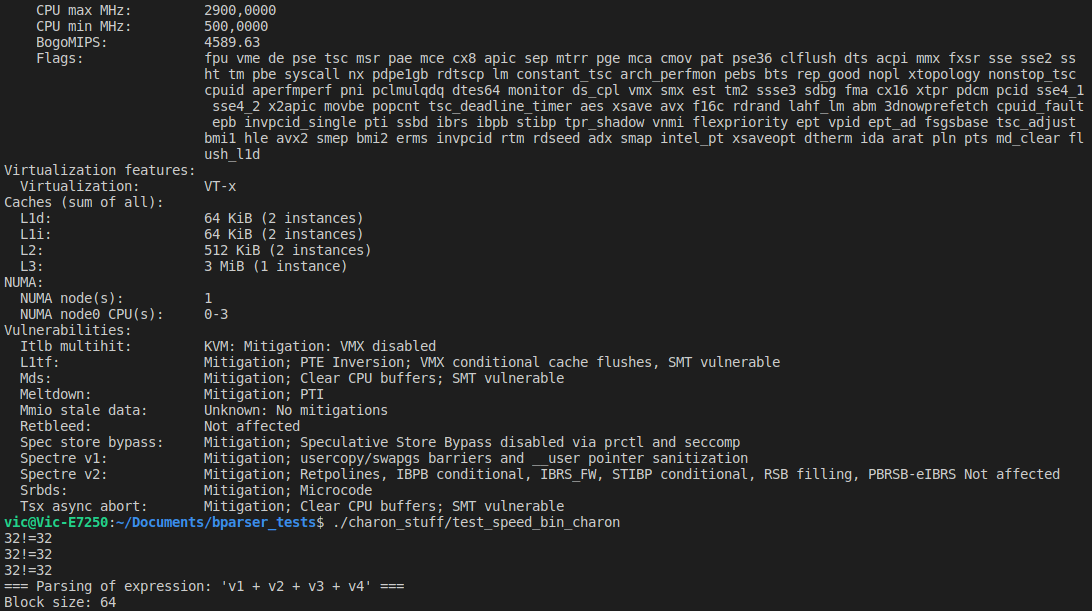 CPU max MHz: 2900,0000
CPU min MHz: 500,0000
BogoMIPS: 4589.63
Flags: fpu vme de pse tsc msr pae mce cx8 apic sep mtrr pge mca cmov pat pse36 clflush dts acpi mmx fxsr sse sse2 ss
ht tm pbe syscall nx pdpe1gb rdtscp lm constant_tsc arch_perfmon pebs bts rep_good nopl xtopology nonstop_tsc
cpuid aperfmperf pni pclmulqdq dtes64 monitor ds_cpl vmx smx est tm2 ssse3 sdbg fma cx16 xtpr pdcm pcid sse4_1
sse4_2 x2apic movbe popcnt tsc_deadline_timer aes xsave avx f16c rdrand lahf_lm abm 3dnowprefetch cpuid_fault
epb invpcid_single pti ssbd ibrs ibpb stibp tpr_shadow vnmi flexpriority ept vpid ept_ad fsgsbase tsc_adjust
bmi1 hle avx2 smep bmi2 erms invpcid rtm rdseed adx smap intel_pt xsaveopt dtherm ida arat pln pts md_clear fl
ush_l1d
Virtualization features:
Virtualization: VT-x
Caches (sum of all):
L1d: 64 KiB (2 instances)
L1i: 64 KiB (2 instances)
L2: 512 KiB (2 instances)
L3: 3 MiB (1 instance)
NUMA:
NUMA node(s): 1
NUMA node0 CPU(s): 0-3
Vulnerabilities:
Itlb multihit: KVM: Mitigation: VMX disabled
L1tf: Mitigation; PTE Inversion; VMX conditional cache flushes, SMT vulnerable
Mds: Mitigation; Clear CPU buffers; SMT vulnerable
Meltdown: Mitigation; PTI
Mmio stale data: Unknown: No mitigations
Retbleed: Not affected
Spec store bypass: Mitigation; Speculative Store Bypass disabled via prctl and seccomp
Spectre v1: Mitigation; usercopy/swapgs barriers and __user pointer sanitization
Spectre v2: Mitigation; Retpolines, IBPB conditional, IBRS_FW, STIBP conditional, RSB filling, PBRSB-eIBRS Not affected
Srbds: Mitigation; Microcode
Tsx async abort: Mitigation; Clear CPU buffers; SMT vulnerable
vic@Vic-E7250:~/Documents/bparser_tests$ ./charon_stuff/test_speed_bin_charon
32!=32
32!=32
32!=32
=== Parsing of expression: 'v1 + v2 + v3 + v4' ===
Block size: 64